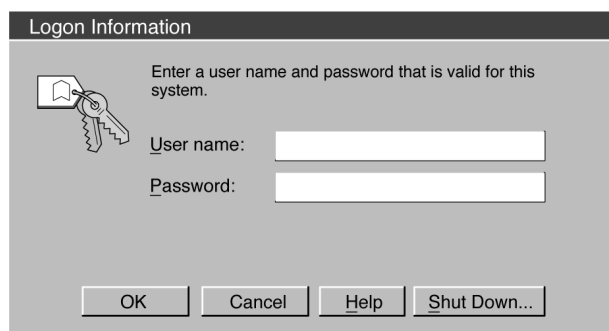 Logon Information
Enter a user name and password that is valid for this
system.
User name:
Password:
OK Cancel Help Shut Down...